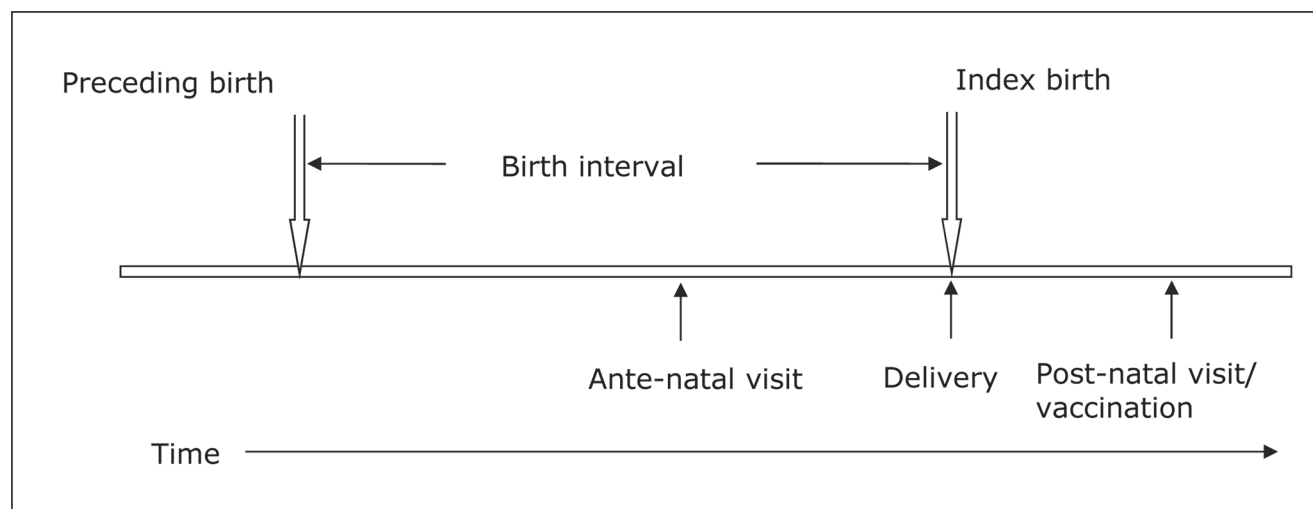 Preceding birth
Index birth
Birth interval
Ante-natal visit
Delivery
Post-natal visit/
vaccination
Time